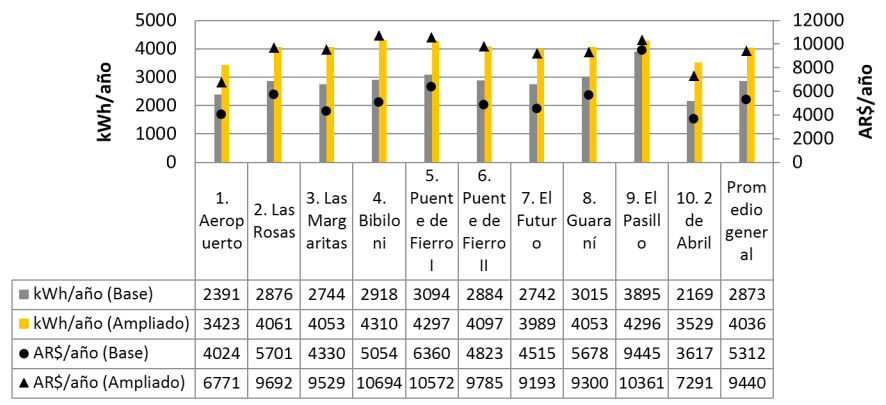 5000
4000
3000
2000
1000
0
kWh/año
12000
10000
8000
6000
4000
2000
0
AR$/año
1.
Aerop
uerto
2. Las
Rosas
3. Las
Marg
aritas
4.
Bibilo
ni
5.
Puen
te de
Fierro
I
6.
Puen
te de
Fierro
II
7. El
Futur
o
8.
Guara
ní
9. El
Pasill
o
10. 2
de
Abril
Prom
edio
gener
al
kWh/año (Base) 2391 2876 2744 2918 3094 2884 2742 3015 3895 2169 2873
kWh/año (Ampliado) 3423 4061 4053 4310 4297 4097 3989 4053 4296 3529 4036
AR$/año (Base) 4024 5701 4330 5054 6360 4823 4515 5678 9445 3617 5312
AR$/año (Ampliado) 6771 9692 9529 10694 10572 9785 9193 9300 10361 7291 9440